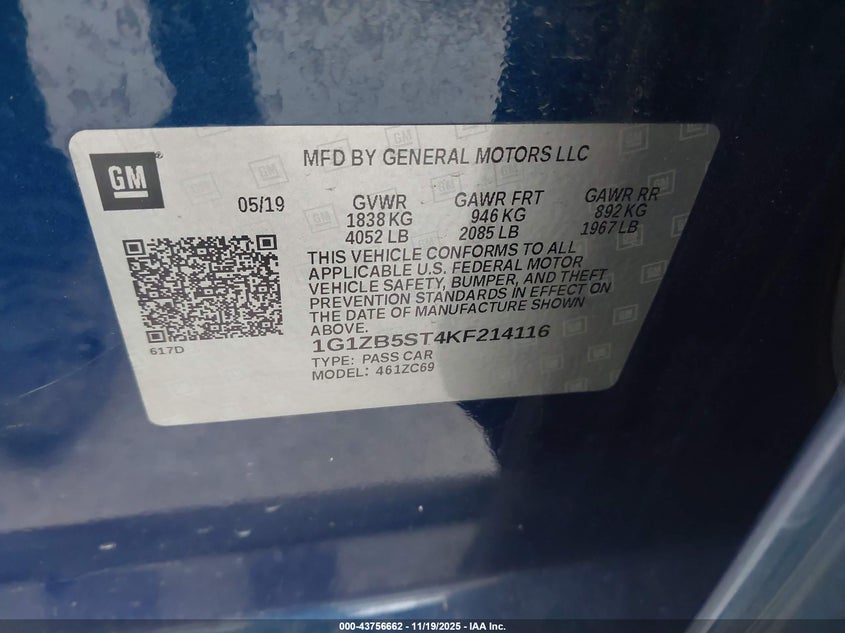 GM
MFD BY GENERAL MOTORS LLC
05/19
GVWR
1838 KG
4052 LB
GAWR FRT
946 KG
2085 LB
GAWR RR
892 KG
1967 LB
THIS VEHICLE CONFORMS TO ALL
APPLICABLE U.S. FEDERAL MOTOR
VEHICLE SAFETY, BUMPER, AND THEFT
PREVENTION STANDARDS IN EFFECT ON
THE DATE OF MANUFACTURE SHOWN
ABOVE.
617D
1G1ZB5ST4KF214116
TYPE: PASS CAR
MODEL: 461ZC69
000-43756662 - 11/19/2025 - IAA Inc.